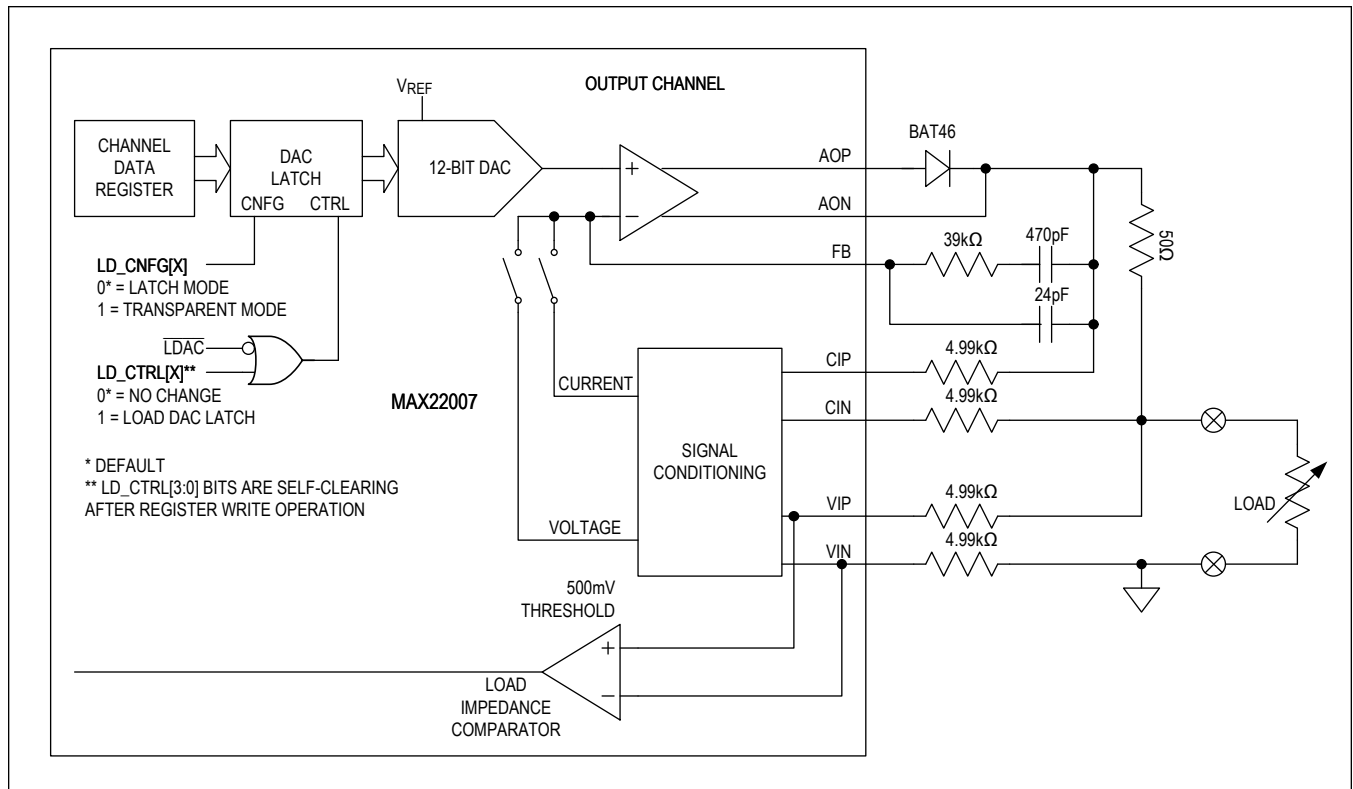 OUTPUT CHANNEL
VREF
CHANNEL
DATA
REGISTER
DAC
LATCH
CNFG CTRL
12-BIT DAC
+
−
AOP
AON
FB
BAT46
39kΩ
470pF
24pF
50Ω
LD_CNFG[X]
0* = LATCH MODE
1 = TRANSPARENT MODE
LDAC
LD_CTRL[X]**
0* = NO CHANGE
1 = LOAD DAC LATCH
MAX22007
CURRENT
VOLTAGE
SIGNAL
CONDITIONING
CIP
4.99kΩ
CIN
4.99kΩ
VIP
4.99kΩ
VIN
4.99kΩ
LOAD
* DEFAULT
** LD_CTRL[3:0] BITS ARE SELF-CLEARING
AFTER REGISTER WRITE OPERATION
500mV
THRESHOLD
+
−
LOAD
IMPEDANCE
COMPARATOR